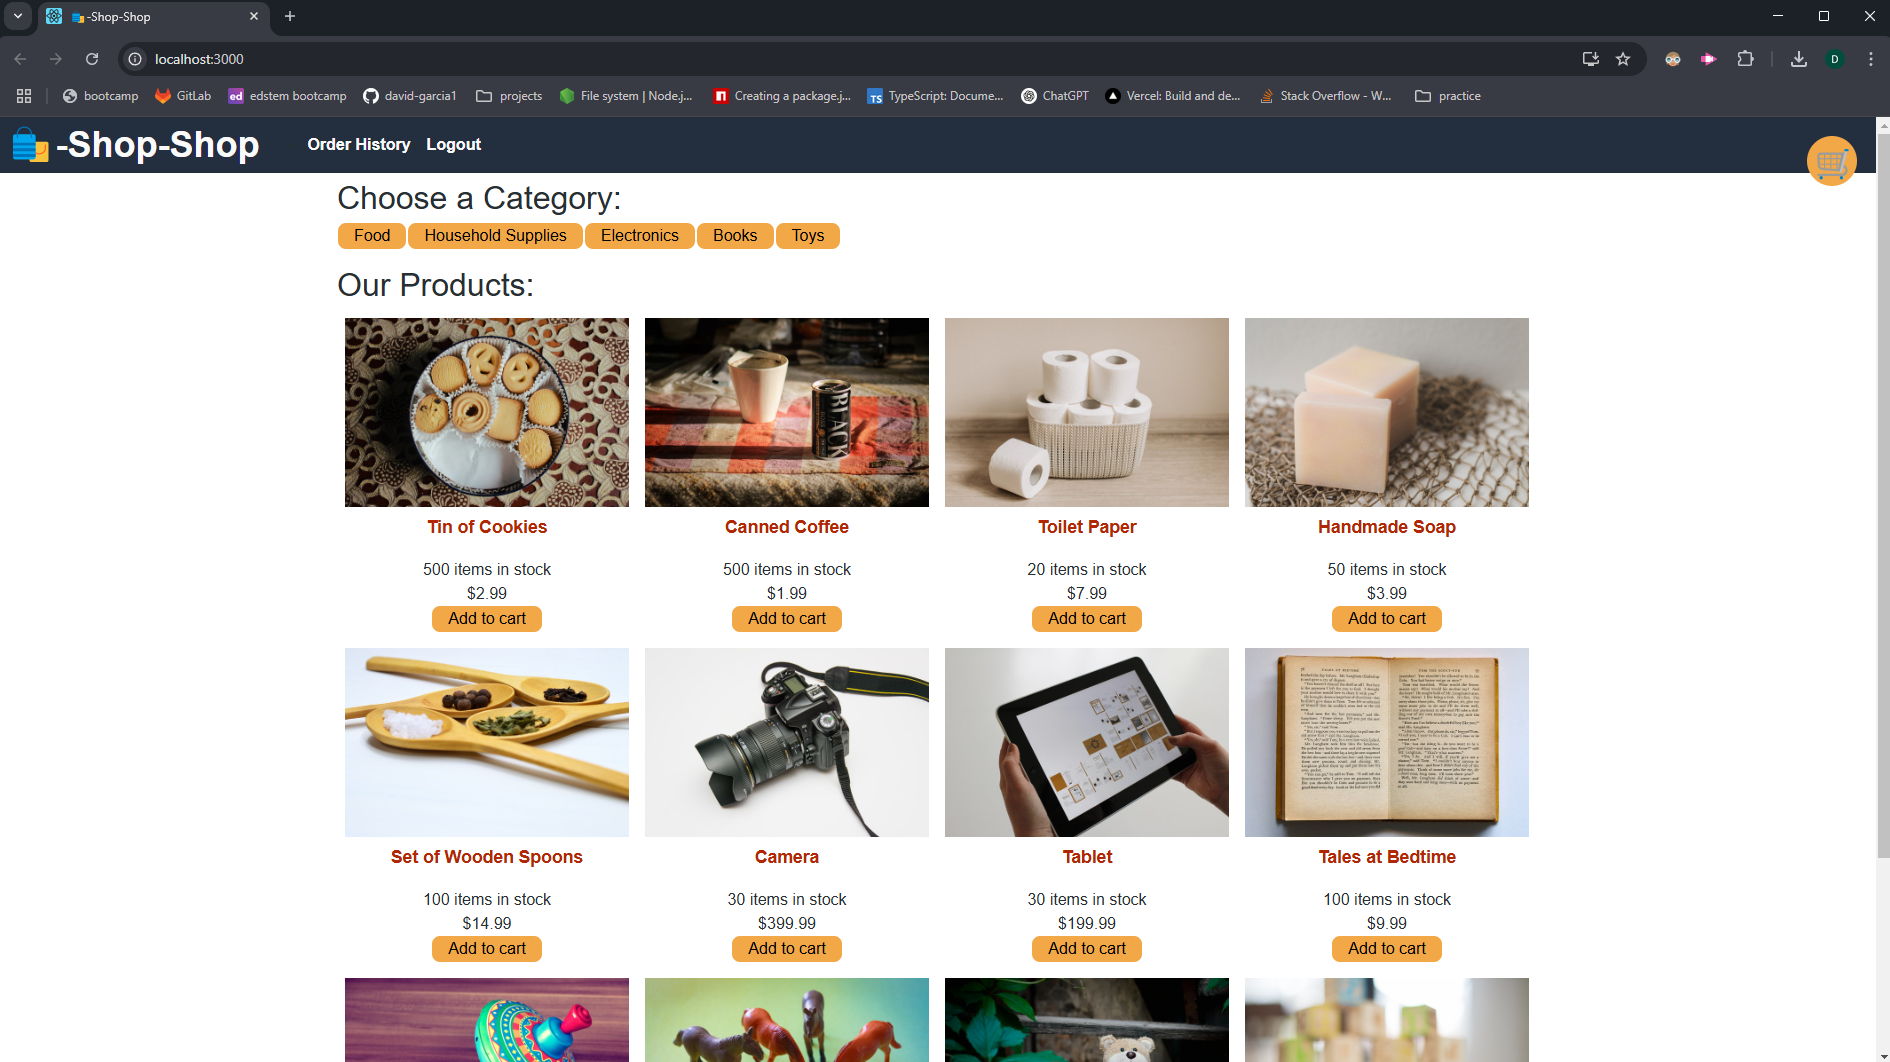 -Shop-Shop
localhost:3000
D
bootcamp
GitLab
ed
edstem bootcamp
david-garcia1
projects
File system | Node.j...
n
Creating a package.j...
TS
TypeScript: Docume...
ChatGPT
Vercel: Build and de...
Stack Overflow - W...
practice
-Shop-Shop
Order History
Logout
Choose a Category:
Food
Household Supplies
Electronics
Books
Toys
Our Products:
BLACK
Tin of Cookies
Canned Coffee
Toilet Paper
Handmade Soap
500 items in stock
500 items in stock
20 items in stock
50 items in stock
$2.99
$1.99
$7.99
$3.99
Add to cart
Add to cart
Add to cart
Add to cart
Set of Wooden Spoons
Camera
Tablet
Tales at Bedtime
100 items in stock
30 items in stock
30 items in stock
100 items in stock
$14.99
$399.99
$199.99
$9.99
Add to cart
Add to cart
Add to cart
Add to cart